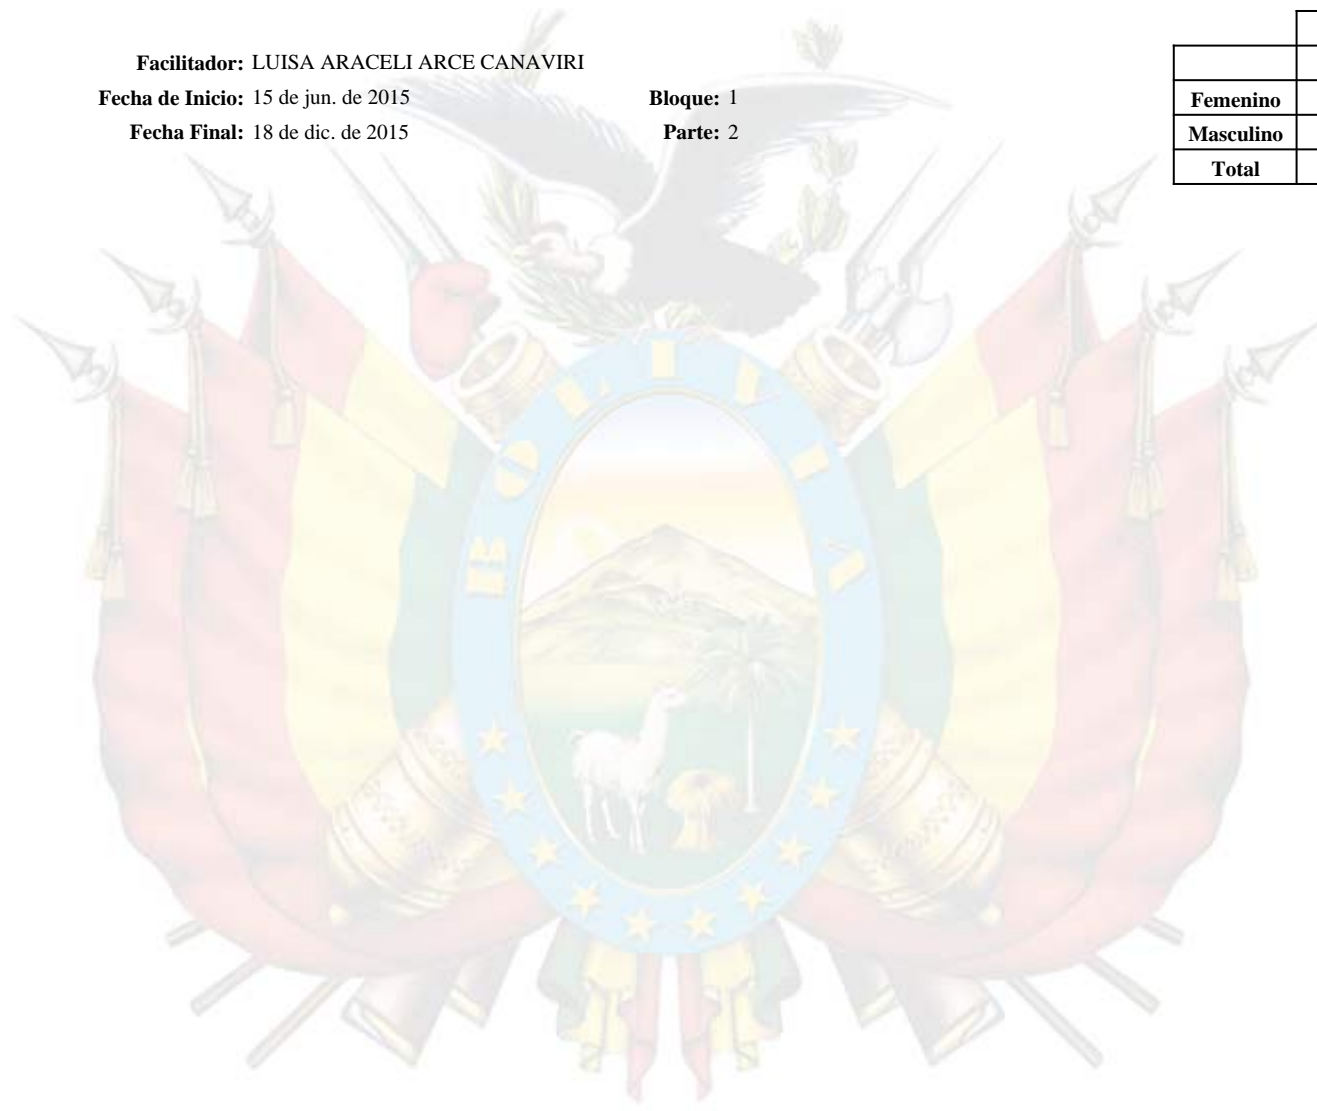 Facilitador: LUISA ARACELI ARCE CANAVIRI
Fecha de Inicio: 15 de jun. de 2015 Bloque: 1
Fecha Final: 18 de dic. de 2015 Parte: 2
Femenino
Masculino
Total
BOLIVIA